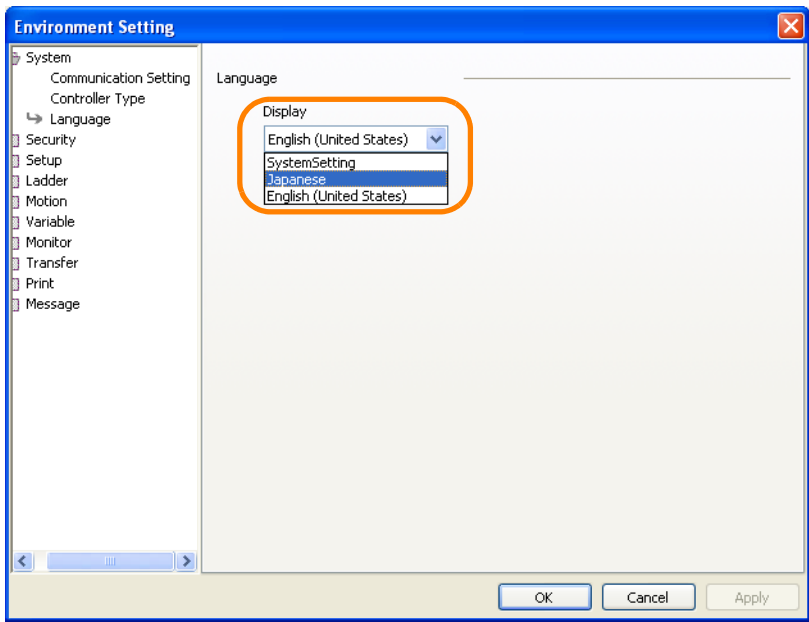 Environment Setting
System
Communication Setting
Controller Type
Language
Security
Setup
Ladder
Motion
Variable
Monitor
Transfer
Print
Message
Language
Display
English (United States)
SystemSetting
Japanese
English (United States)
OK
Cancel
Apply